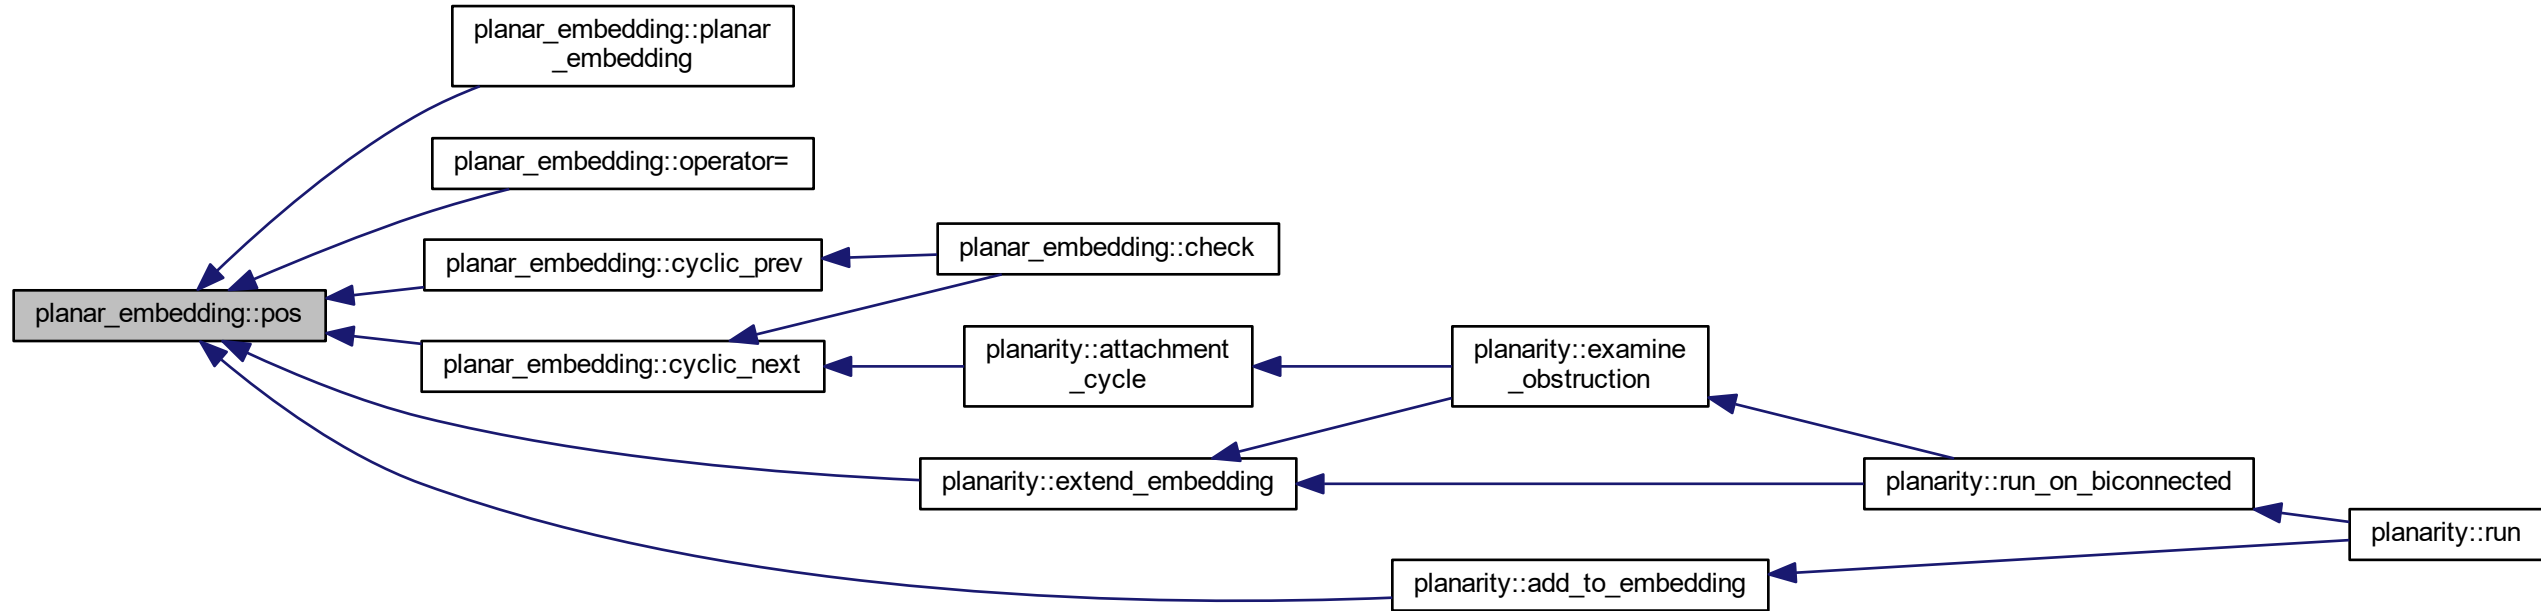 planar_embedding::planar
_embedding
planar_embedding::operator=
planar_embedding::cyclic_prev
planar_embedding::check
planar_embedding::pos
planar_embedding::cyclic_next
planarity::attachment
_cycle
planarity::examine
_obstruction
planarity::extend_embedding
planarity::run_on_biconnected
planarity::run
planarity::add_to_embedding